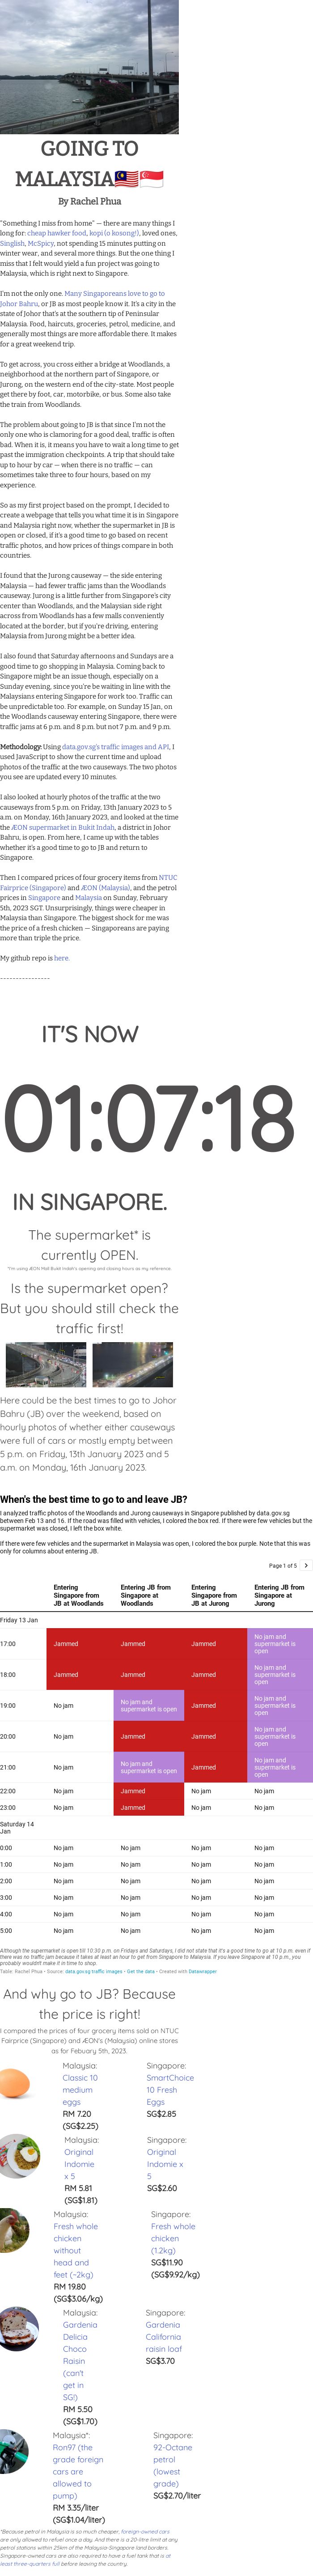 GOING TO
MALAYSIA🇲🇾🇸🇬
By Rachel Phua
"Something I miss from home" — there are many things I
long for: cheap hawker food, kopi (o kosong!), loved ones,
Singlish, McSpicy, not spending 15 minutes putting on
winter wear, and several more things. But the one thing I
miss that I felt would yield a fun project was going to
Malaysia, which is right next to Singapore.
I'm not the only one. Many Singaporeans love to go to
Johor Bahru, or JB as most people know it. It's a city in the
state of Johor that's at the southern tip of Peninsular
Malaysia. Food, haircuts, groceries, petrol, medicine, and
generally most things are more affordable there. It makes
for a great weekend trip.
To get across, you cross either a bridge at Woodlands, a
neighborhood at the northern part of Singapore, or
Jurong, on the western end of the city-state. Most people
get there by foot, car, motorbike, or bus. Some also take
the train from Woodlands.
The problem about going to JB is that since I'm not the
only one who is clamoring for a good deal, traffic is often
bad. When it is, means you have to wait a long time to get
past the immigration checkpoints. A trip that should take
up to hour by car — when there is no traffic — can
sometimes take three to four hours, based on my
experience.
So as my first project based on the prompt, I decided to
create a webpage that tells you what time it is in Singapore
and Malaysia right now, whether the supermarket in JB is
open or closed, if it's a good time to go based on recent
traffic photos, and how prices of things compare in both
countries.
I found that the Jurong causeway — the side entering
Malaysia — had fewer traffic jams than the Woodlands
causeway. Jurong is a little further from Singapore's city
center than Woodlands, and the Malaysian side right
across from Woodlands has a few malls conveniently
located at the border, but if you're driving, entering
Malaysia from Jurong might be a better idea.
I also found that Saturday afternoons and Sundays are a
good time to go shopping in Malaysia. Coming back to
Singapore might be an issue though, especially on a
Sunday evening, since you're be waiting in line with the
Malaysians entering Singapore for work too. Traffic can
be unpredictable too. For example, on Sunday 15 Jan, on
the Woodlands causeway entering Singapore, there were
traffic jams at 6 p.m. and 8 p.m. but not 7 p.m. and 9 p.m.
Methodology: Using data.gov.sg's traffic images and API, I
used JavaScript to show the current time and upload
photos of the traffic at the two causeways. The two photos
you see are updated every 10 minutes.
I also looked at hourly photos of the traffic at the two
causeways from 5 p.m. on Friday, 13th January 2023 to 5
a.m. on Monday, 16th January 2023, and looked at the time
the ÆON supermarket in Bukit Indah, a district in Johor
Bahru, is open. From here, I came up with the tables
whether it's a good time to go to JB and return to
Singapore.
Then I compared prices of four grocery items from NTUC
Fairprice (Singapore) and ÆON (Malaysia), and the petrol
prices in Singapore and Malaysia on Sunday, February
5th, 2023 SGT. Unsurprisingly, things were cheaper in
Malaysia than Singapore. The biggest shock for me was
the price of a fresh chicken — Singaporeans are paying
more than triple the price.
My github repo is here.
----------------
IT'S NOW
01:07:18
IN SINGAPORE.
The supermarket* is
currently OPEN.
*I'm using ÆON Mall Bukit Indah's opening and closing hours as my reference.
Is the supermarket open?
But you should still check the
traffic first!
Here could be the best times to go to Johor
Bahru (JB) over the weekend, based on
hourly photos of whether either causeways
were full of cars or mostly empty between
5 p.m. on Friday, 13th January 2023 and 5
a.m. on Monday, 16th January 2023.
When's the best time to go to and leave JB?
I analyzed traffic photos of the Woodlands and Jurong causeways in Singapore published by data.gov.sg
between Feb 13 and 16. If the road was filled with vehicles, I colored the box red. If there were few vehicles but the
supermarket was closed, I left the box white.
If there were few vehicles and the supermarket in Malaysia was open, I colored the box purple. Note that this was
only for columns about entering JB.
Page 1 of 5 >
Entering Singapore from JB at Woodlands | Entering JB from Singapore at Woodlands | Entering Singapore from JB at Jurong | Entering JB from Singapore at Jurong
Friday 13 Jan
17:00 Jammed Jammed Jammed No jam and supermarket is open
18:00 Jammed Jammed Jammed No jam and supermarket is open
19:00 No jam No jam and supermarket is open Jammed No jam and supermarket is open
20:00 No jam Jammed Jammed No jam and supermarket is open
21:00 No jam No jam and supermarket is open Jammed No jam and supermarket is open
22:00 No jam Jammed No jam No jam
23:00 No jam Jammed No jam No jam
Saturday 14 Jan
0:00 No jam No jam No jam No jam
1:00 No jam No jam No jam No jam
2:00 No jam No jam No jam No jam
3:00 No jam No jam No jam No jam
4:00 No jam No jam No jam No jam
5:00 No jam No jam No jam No jam
Although the supermarket is open till 10:30 p.m. on Fridays and Saturdays, I did not state that it's a good time to go at 10 p.m. even if
there was no traffic jam because it takes at least an hour to get from Singapore to Malaysia. If you leave Singapore at 10 p.m., you
probably wouldn't make it in time to shop.
Table: Rachel Phua • Source: data.gov.sg traffic images • Get the data • Created with Datawrapper
And why go to JB? Because
the price is right!
I compared the prices of four grocery items sold on NTUC
Fairprice (Singapore) and ÆON's (Malaysia) online stores
as for Febuary 5th, 2023.
Malaysia:
Classic 10
medium
eggs
RM 7.20
(SG$2.25)
Singapore:
SmartChoice
10 Fresh
Eggs
SG$2.85
Malaysia:
Original
Indomie
x 5
RM 5.81
(SG$1.81)
Singapore:
Original
Indomie x
5
SG$2.60
Malaysia:
Fresh whole
chicken
without
head and
feet (~2kg)
RM 19.80
(SG$3.06/kg)
Singapore:
Fresh whole
chicken
(1.2kg)
SG$11.90
(SG$9.92/kg)
Malaysia:
Gardenia
Delicia
Choco
Raisin
(can't
get in
SG!)
RM 5.50
(SG$1.70)
Singapore:
Gardenia
California
raisin loaf
SG$3.70
Malaysia*:
Ron97 (the
grade foreign
cars are
allowed to
pump)
RM 3.35/liter
(SG$1.04/liter)
Singapore:
92-Octane
petrol
(lowest
grade)
SG$2.70/liter
*Because petrol in Malaysia is so much cheaper, foreign-owned cars
are only allowed to refuel once a day. And there is a 20-litre limit at any
petrol stations within 25km of the Malaysia-Singapore land borders.
Singapore-owned cars are also required to have a fuel tank that is at
least three-quarters full before leaving the country.